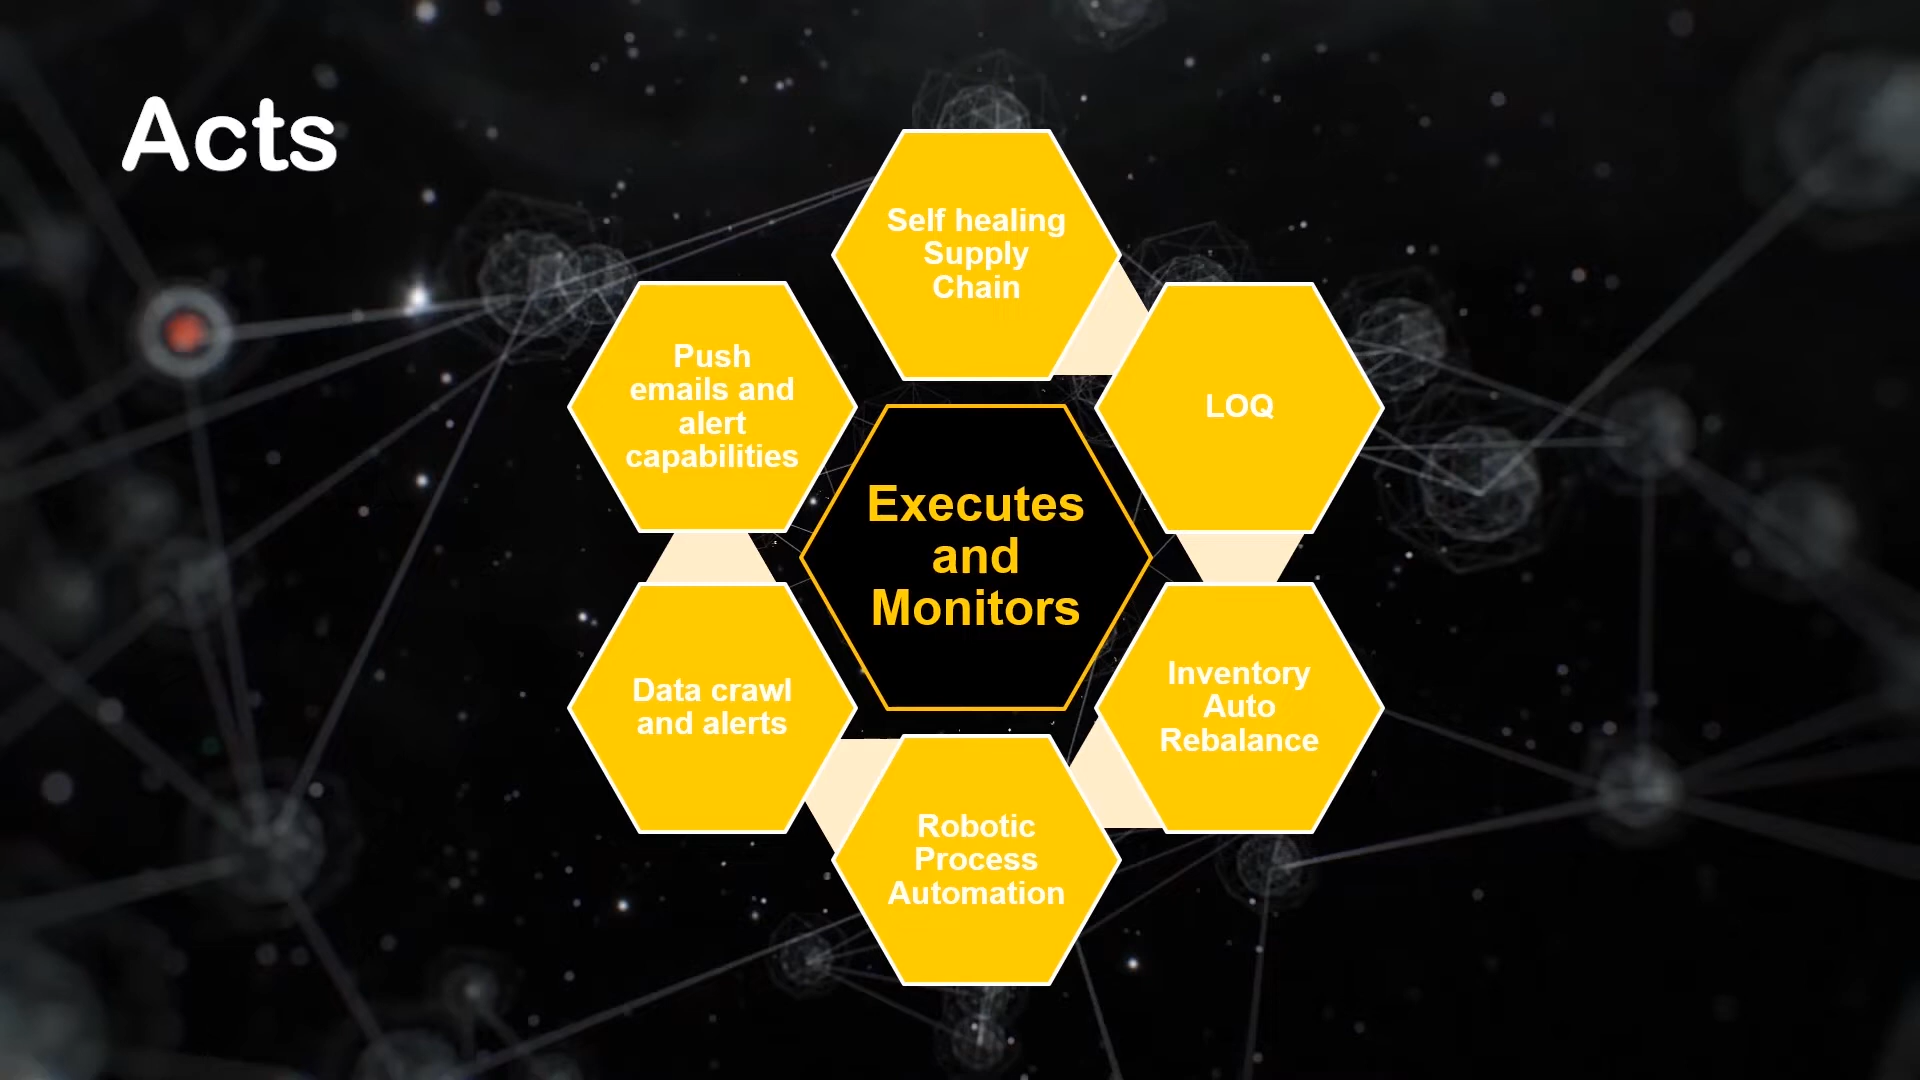 Acts
Self healing
Supply
Chain
Push
emails and
alert
capabilities
LOQ
Executes
and
Monitors
Data crawl
and alerts
Inventory
Auto
Rebalance
Robotic
Process
Automation